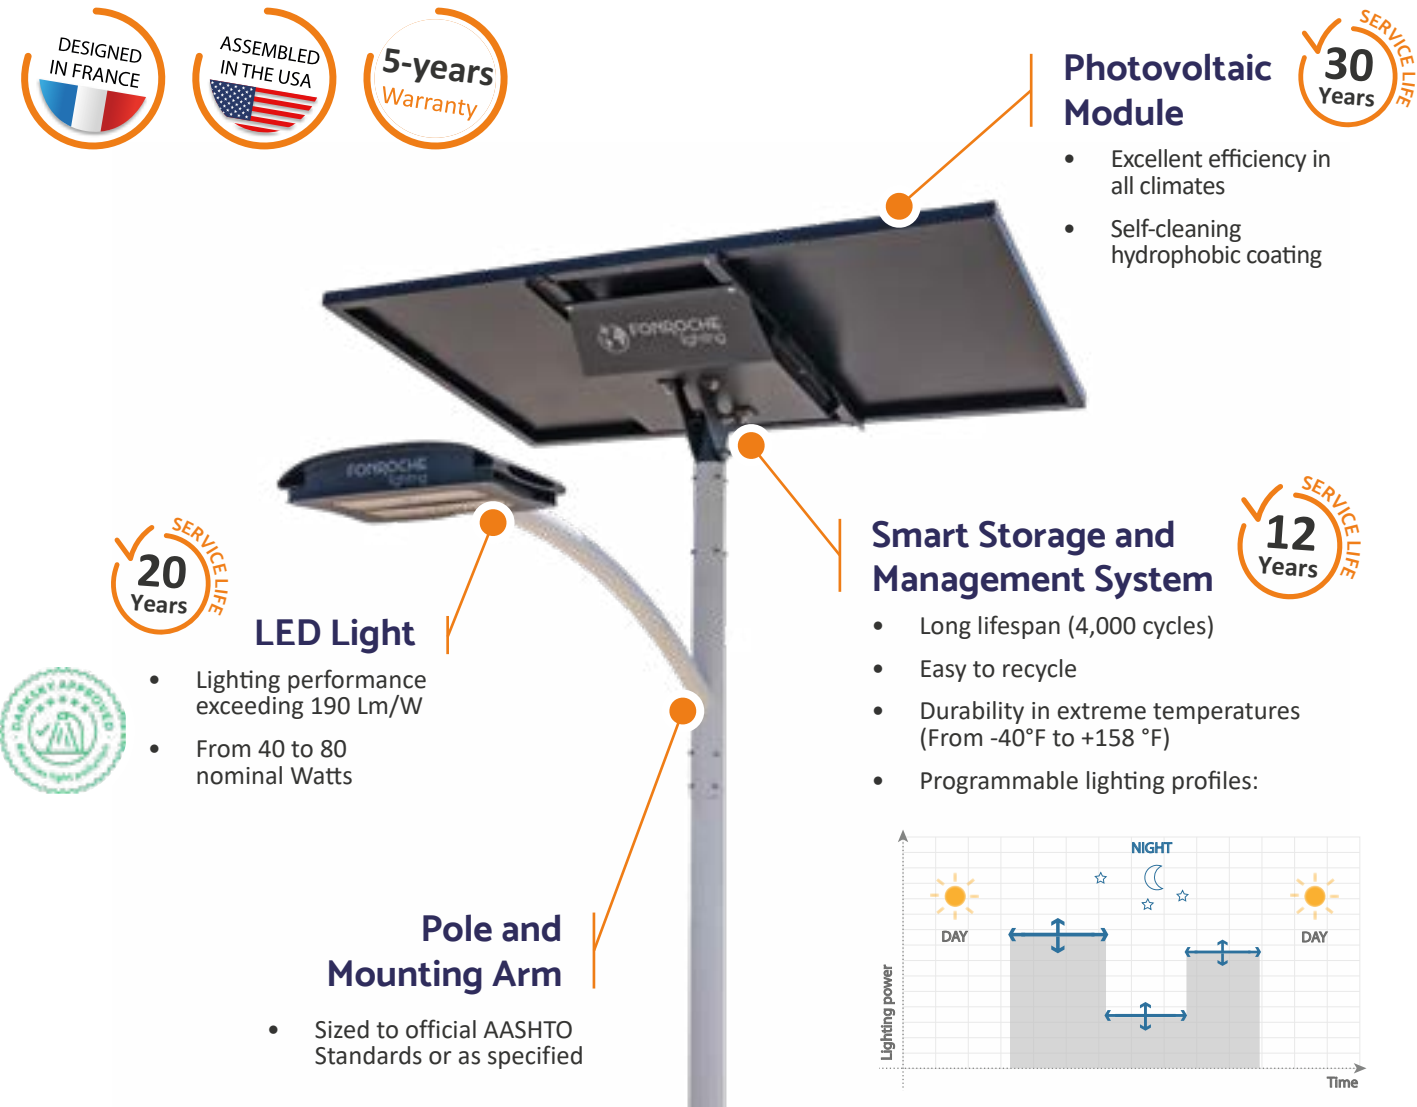 DESIGNED
IN FRANCE
ASSEMBLED
IN THE USA
5-years
Warranty
Photovoltaic
Module
30
Years
SERVICE LIFE
• Excellent efficiency in
all climates
• Self-cleaning
hydrophobic coating
FONROCHE
lighting
FONROCHE
lighting
20
Years
SERVICE LIFE
LED Light
• Lighting performance
exceeding 190 Lm/W
• From 40 to 80
nominal Watts
DARKSKY APPROVED
Smart Storage and
Management System
12
Years
SERVICE LIFE
• Long lifespan (4,000 cycles)
• Easy to recycle
• Durability in extreme temperatures
(From -40°F to +158 °F)
• Programmable lighting profiles:
Pole and
Mounting Arm
• Sized to official AASHTO
Standards or as specified
NIGHT
DAY
DAY
Lighting power
Time